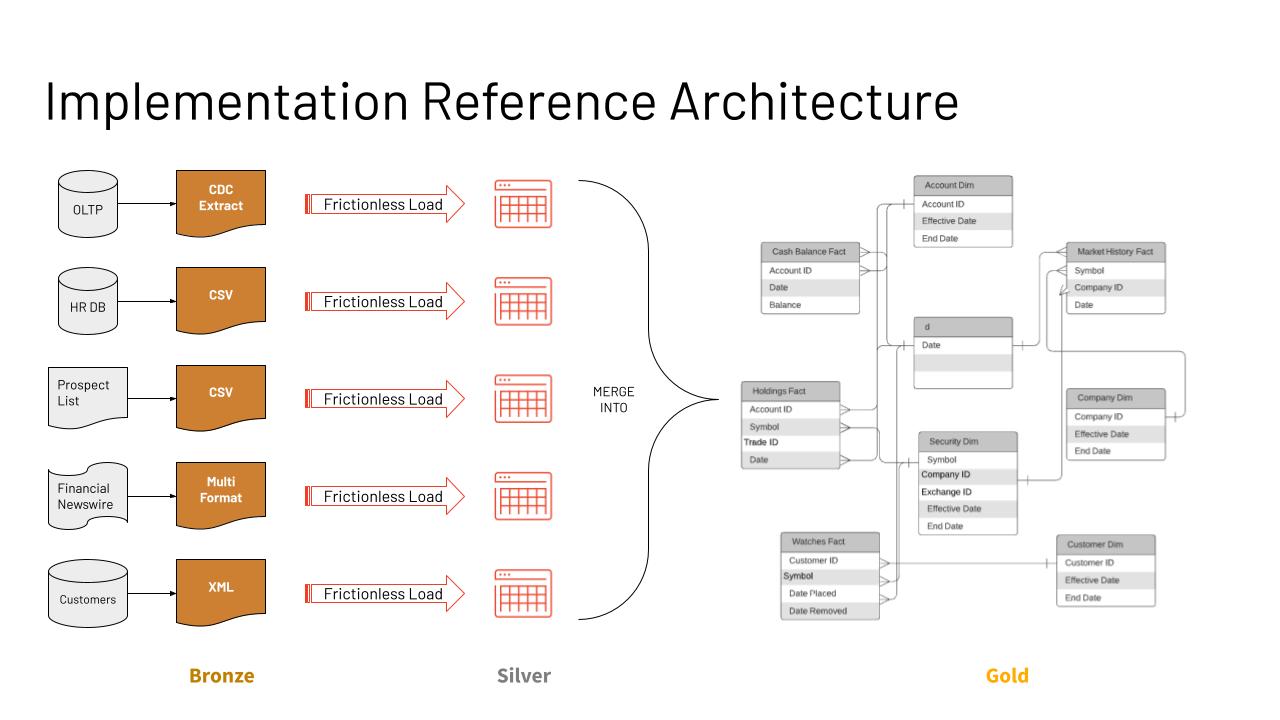 Implementation Reference Architecture
OLTP
CDC
Extract
Frictionless Load
HR DB
CSV
Frictionless Load
Prospect
List
CSV
Frictionless Load
Financial
Newswire
Multi
Format
Frictionless Load
Customers
XML
Frictionless Load
MERGE
INTO
Account Dim
Account ID
Effective Date
End Date
Cash Balance Fact
Account ID
Date
Balance
Market History Fact
Symbol
Company ID
Date
d
Date
Holdings Fact
Account ID
Symbol
Trade ID
Date
Company Dim
Company ID
Effective Date
End Date
Security Dim
Symbol
Company ID
Exchange ID
Effective Date
End Date
Watches Fact
Customer ID
Symbol
Date Placed
Date Removed
Customer Dim
Customer ID
Effective Date
End Date
Bronze
Silver
Gold